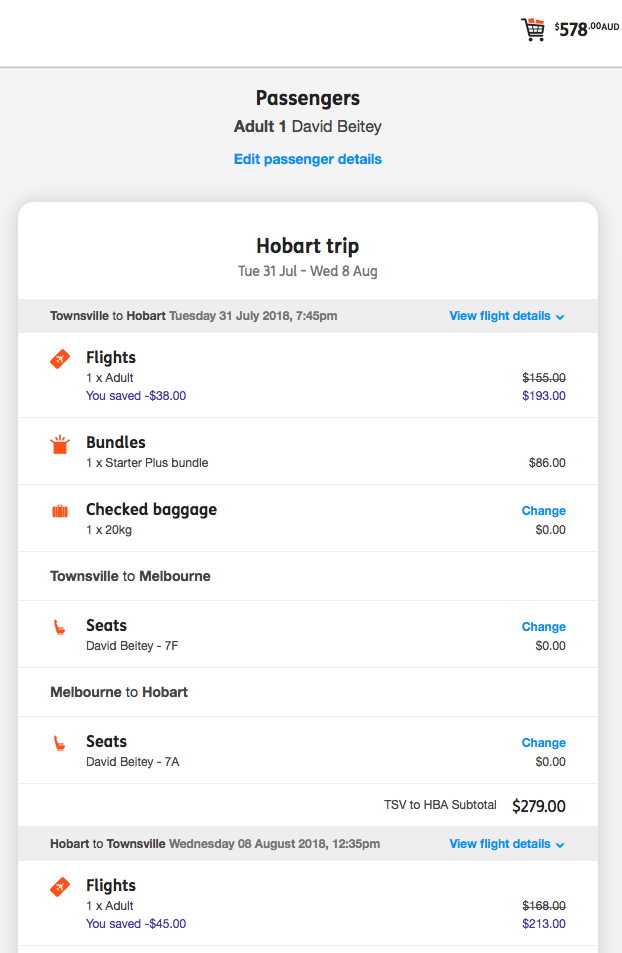 $578.00AUD
Passengers
Adult 1 David Beitey
Edit passenger details
Hobart trip
Tue 31 Jul - Wed 8 Aug
Townsville to Hobart Tuesday 31 July 2018, 7:45pm View flight details
Flights
1 x Adult $155.00
You saved -$38.00 $193.00
Bundles
1 x Starter Plus bundle $86.00
Checked baggage Change
1 x 20kg $0.00
Townsville to Melbourne
Seats Change
David Beitey - 7F $0.00
Melbourne to Hobart
Seats Change
David Beitey - 7A $0.00
TSV to HBA Subtotal $279.00
Hobart to Townsville Wednesday 08 August 2018, 12:35pm View flight details
Flights
1 x Adult $168.00
You saved -$45.00 $213.00